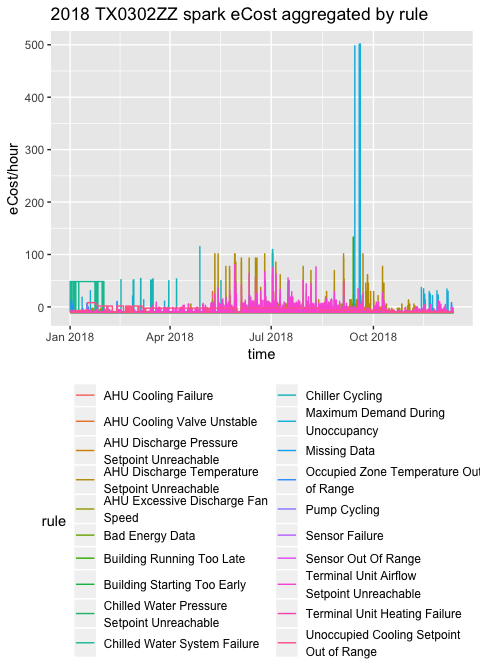 2018 TX0302ZZ spark eCost aggregated by rule
eCost/hour
500
400
300
200
100
0
Jan 2018
Apr 2018
Jul 2018
Oct 2018
time
rule
AHU Cooling Failure
AHU Cooling Valve Unstable
AHU Discharge Pressure
Setpoint Unreachable
AHU Discharge Temperature
Setpoint Unreachable
AHU Excessive Discharge Fan
Speed
Bad Energy Data
Building Running Too Late
Building Starting Too Early
Chilled Water Pressure
Setpoint Unreachable
Chilled Water System Failure
Chiller Cycling
Maximum Demand During
Unoccupancy
Missing Data
Occupied Zone Temperature Out
of Range
Pump Cycling
Sensor Failure
Sensor Out Of Range
Terminal Unit Airflow
Setpoint Unreachable
Terminal Unit Heating Failure
Unoccupied Cooling Setpoint
Out of Range